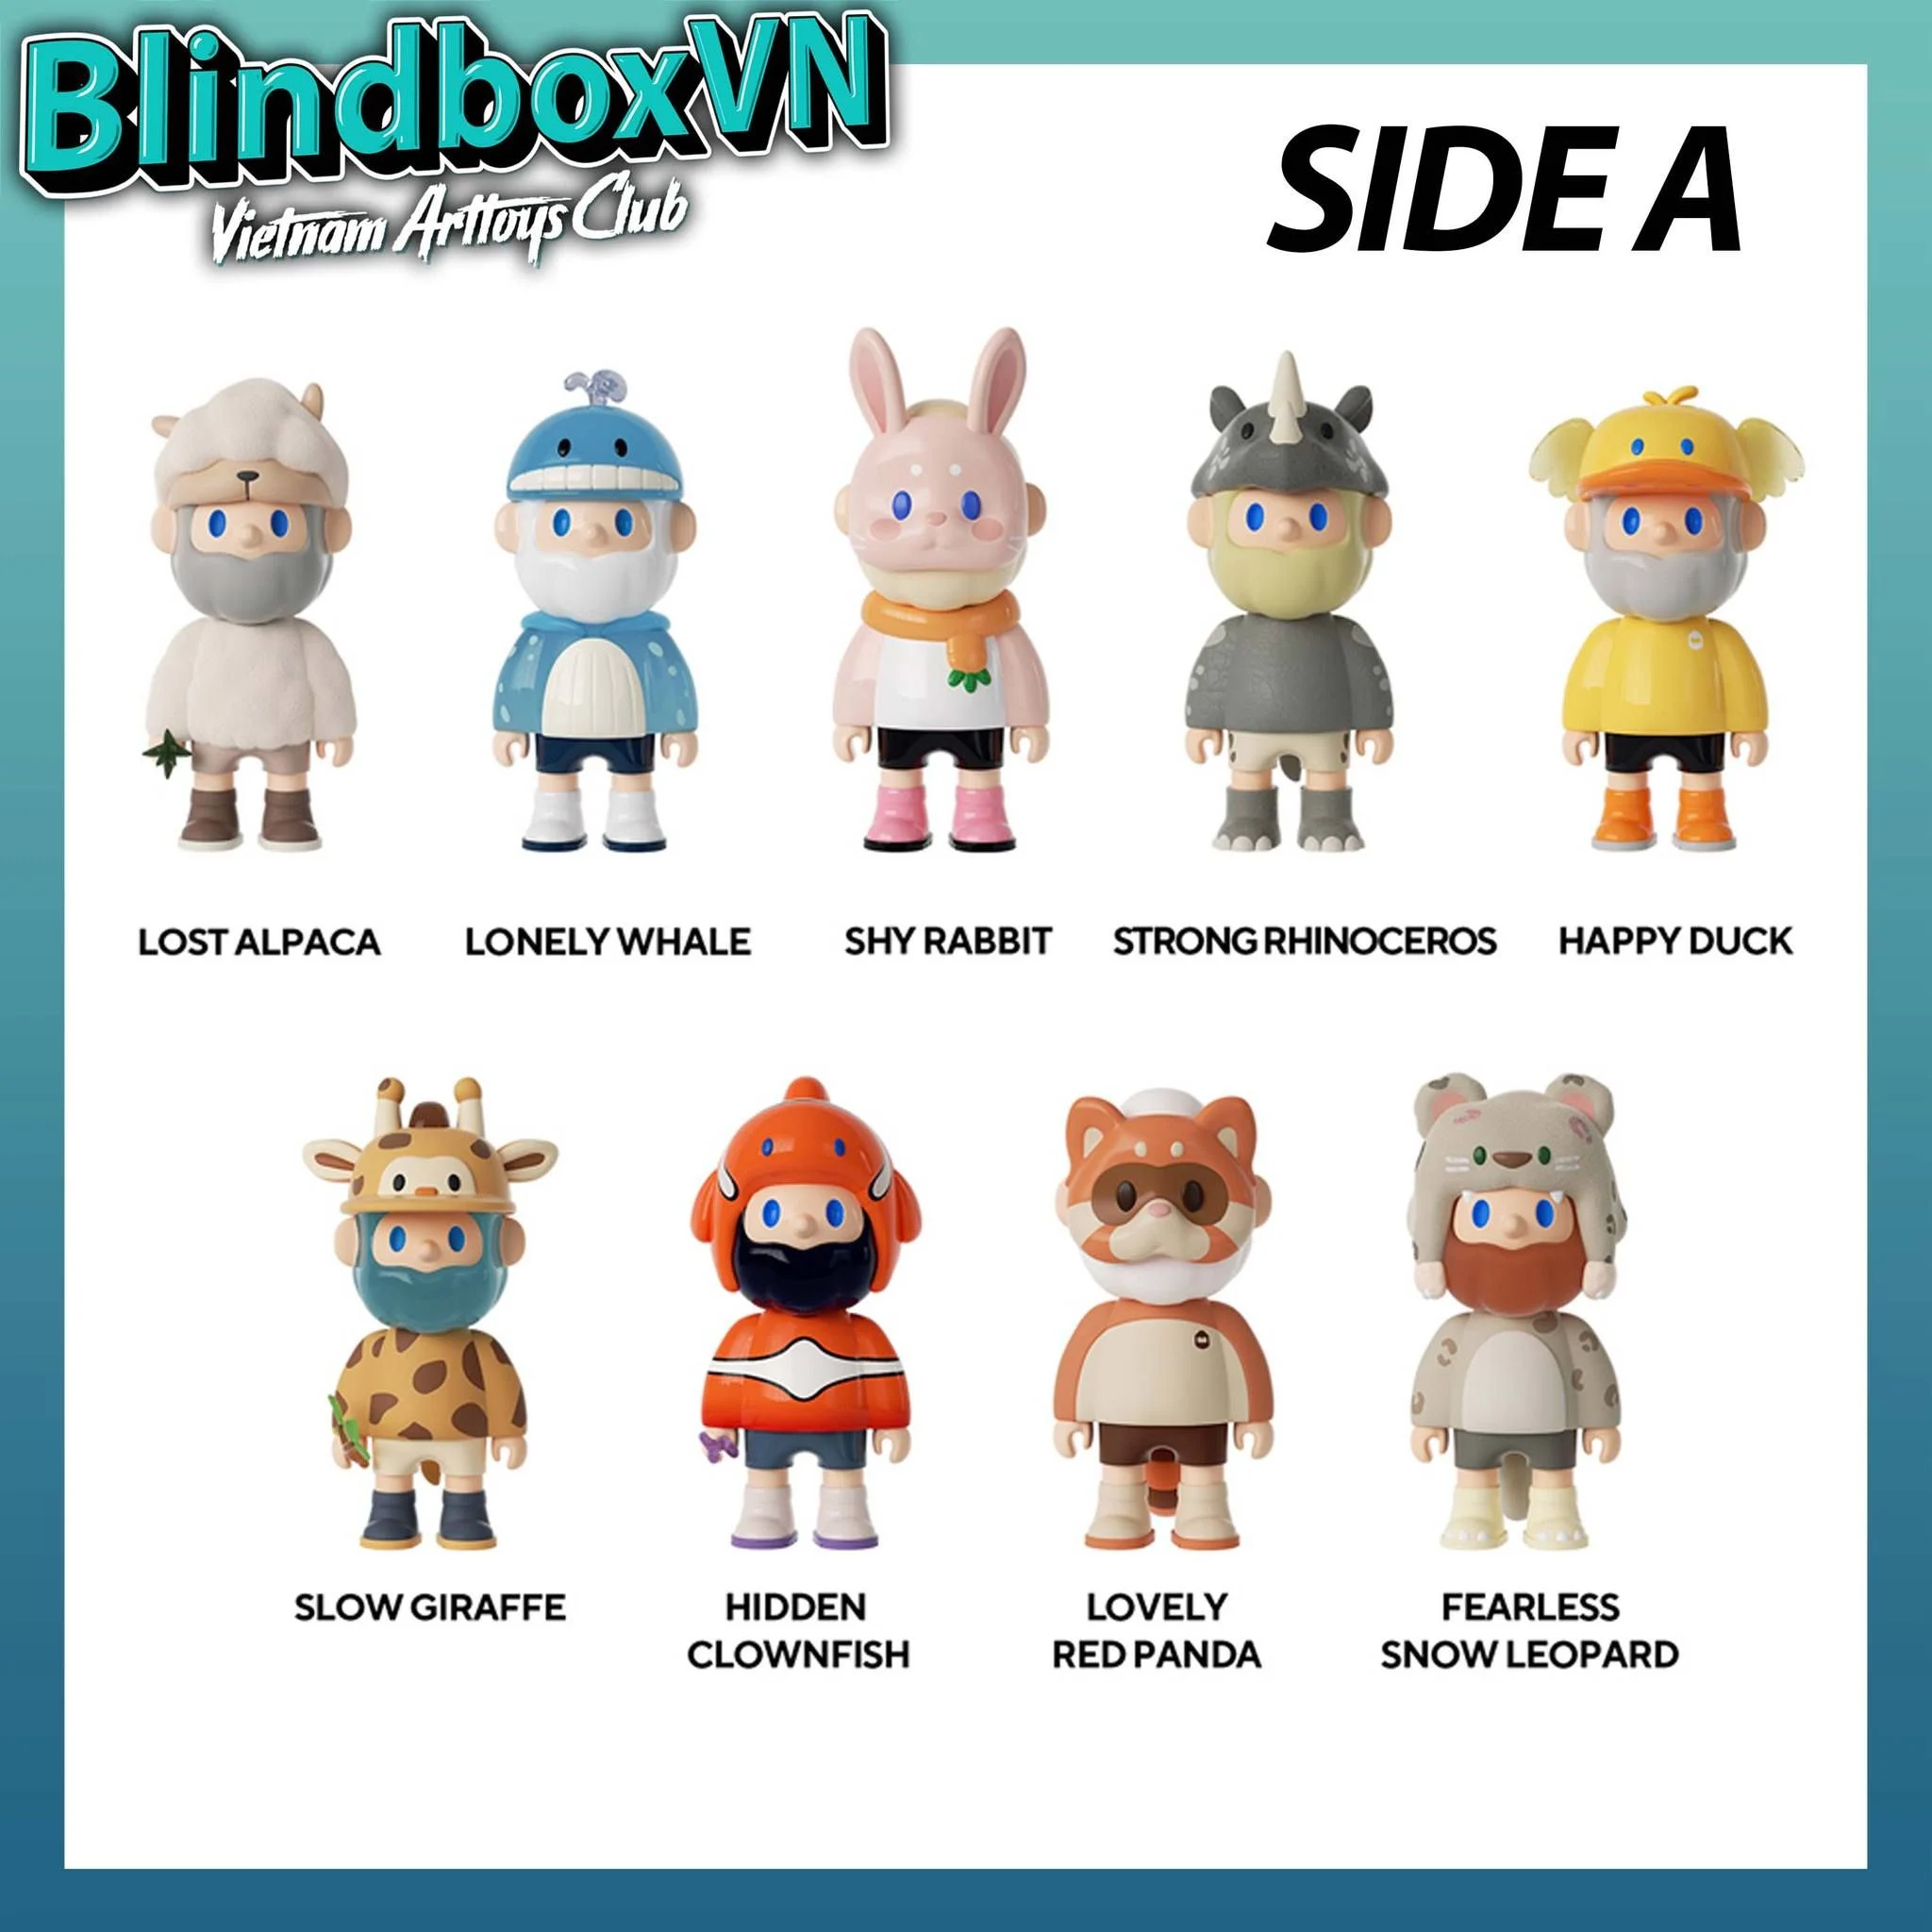 BlindboxVN
Vietnam Arttoys Club
SIDE A
LOST ALPACA
LONELY WHALE
SHY RABBIT
STRONG RHINOCEROS
HAPPY DUCK
SLOW GIRAFFE
HIDDEN
CLOWNFISH
LOVELY
RED PANDA
FEARLESS
SNOW LEOPARD